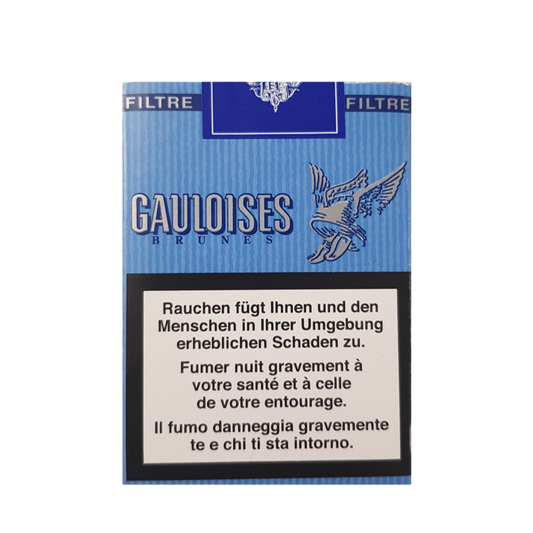 FILTRE FILTRE
GAULOISES
BRUNES
Rauchen fügt Ihnen und den
Menschen in Ihrer Umgebung
erheblichen Schaden zu.
Fumer nuit gravement à
votre santé et à celle
de votre entourage.
Il fumo danneggia gravemente
te e chi ti sta intorno.